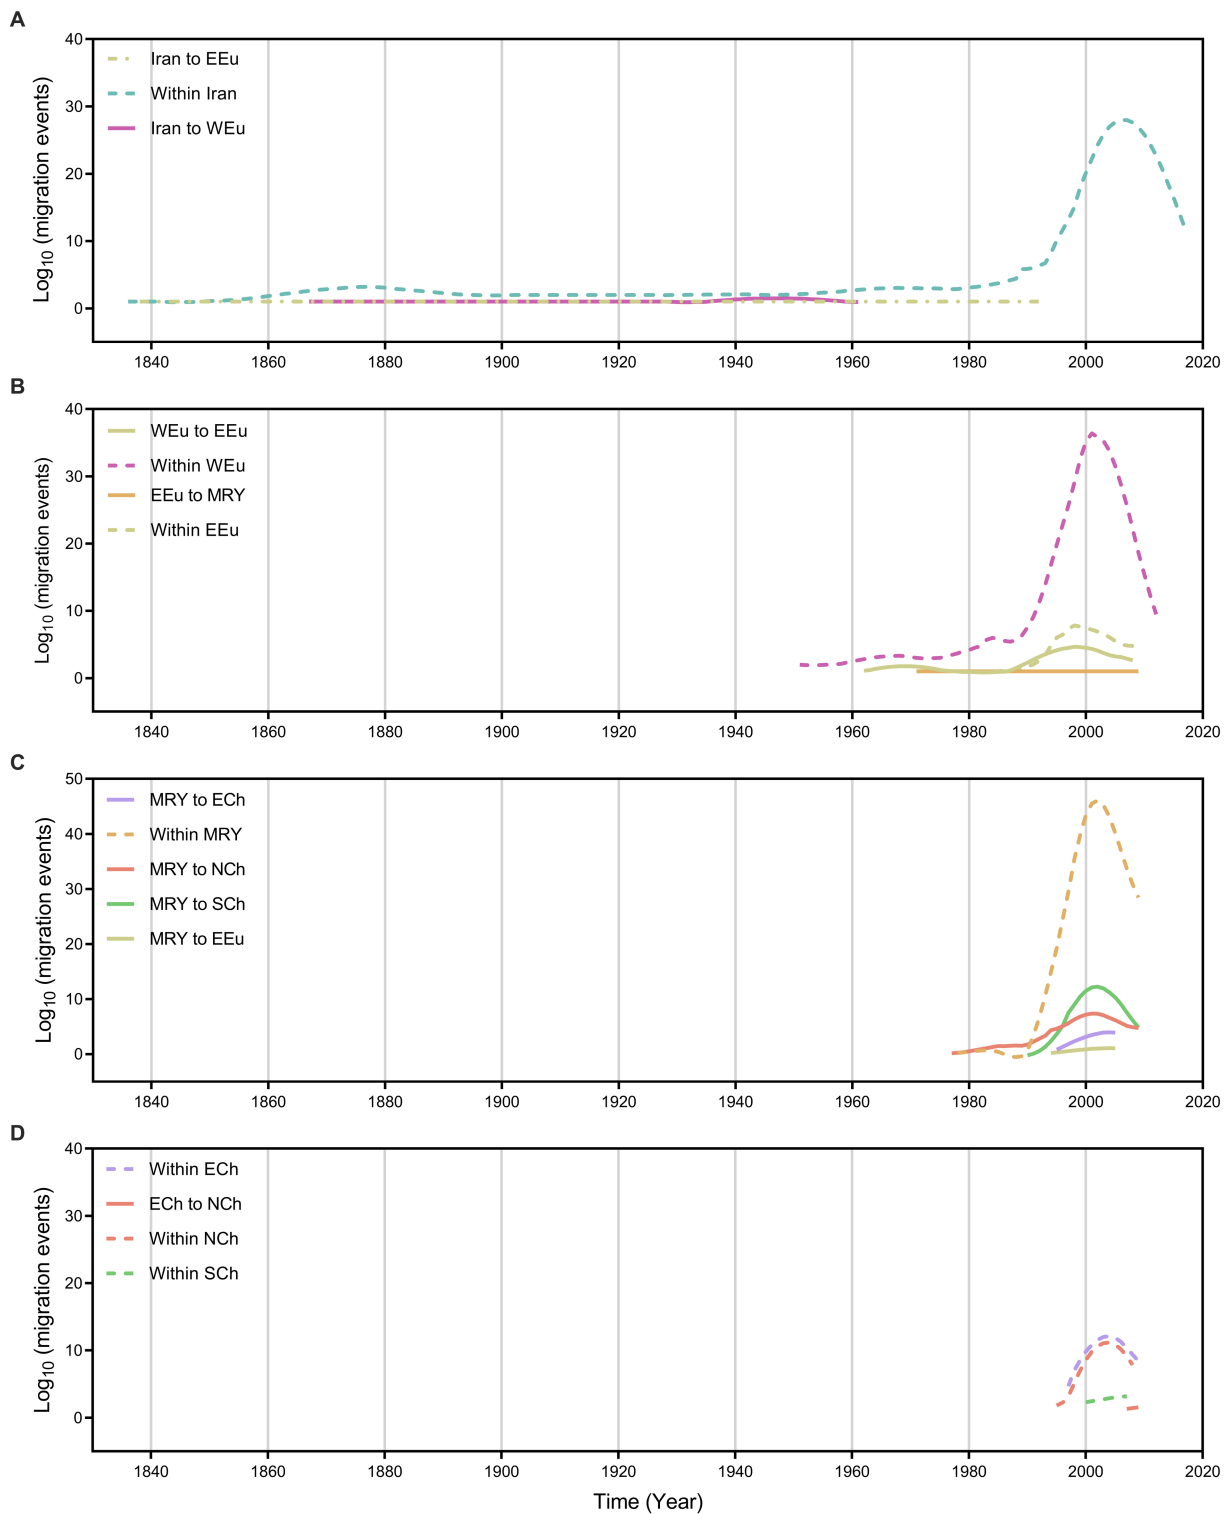 A
40
30
20
10
0
Log10 (migration events)
Iran to EEu
Within Iran
Iran to WEu
1840 1860 1880 1900 1920 1940 1960 1980 2000 2020
B
40
30
20
10
0
Log10 (migration events)
WEu to EEu
Within WEu
EEu to MRY
Within EEu
1840 1860 1880 1900 1920 1940 1960 1980 2000 2020
C
50
40
30
20
10
0
Log10 (migration events)
MRY to ECh
Within MRY
MRY to NCh
MRY to SCh
MRY to EEu
1840 1860 1880 1900 1920 1940 1960 1980 2000 2020
D
40
30
20
10
0
Log10 (migration events)
Within ECh
ECh to NCh
Within NCh
Within SCh
1840 1860 1880 1900 1920 1940 1960 1980 2000 2020
Time (Year)